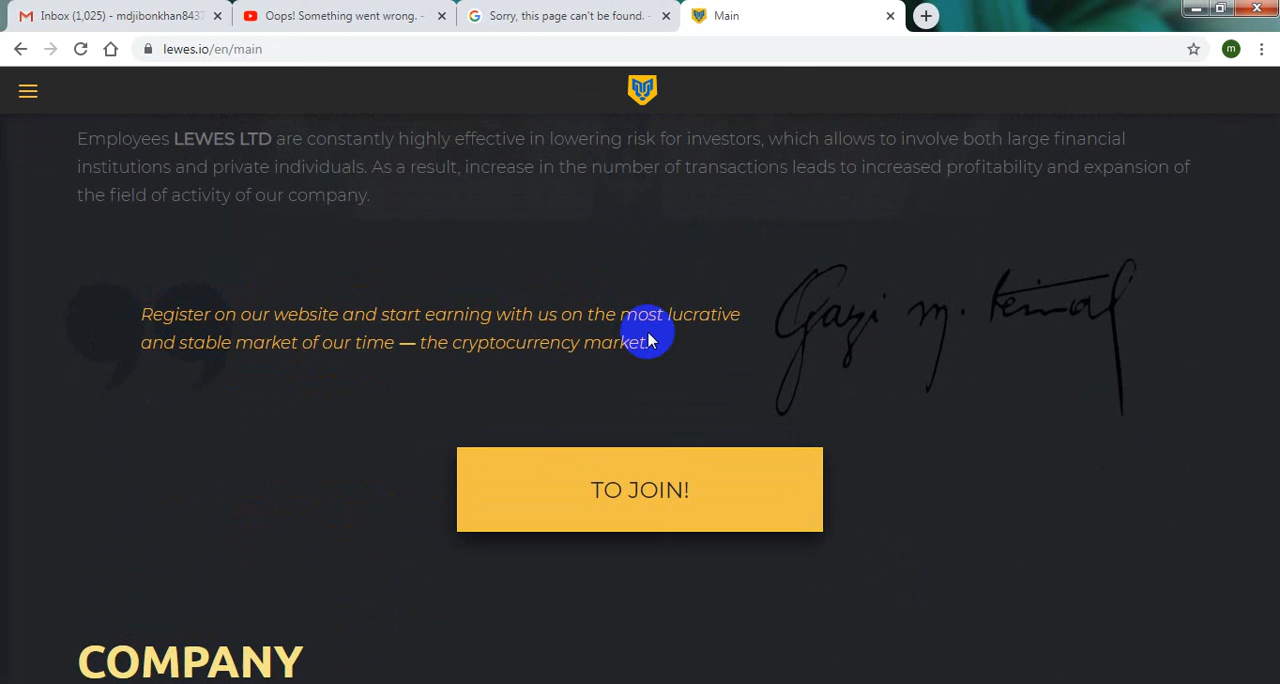 Inbox (1,025) - mdjibonkhan8437
Oops! Something went wrong. -
Sorry, this page can't be found. -
Main
lewes.io/en/main
m
Employees LEWES LTD are constantly highly effective in lowering risk for investors, which allows to involve both large financial
institutions and private individuals. As a result, increase in the number of transactions leads to increased profitability and expansion of
the field of activity of our company.
Register on our website and start earning with us on the most lucrative
and stable market of our time — the cryptocurrency market.
Gazi m. Kemal
TO JOIN!
COMPANY